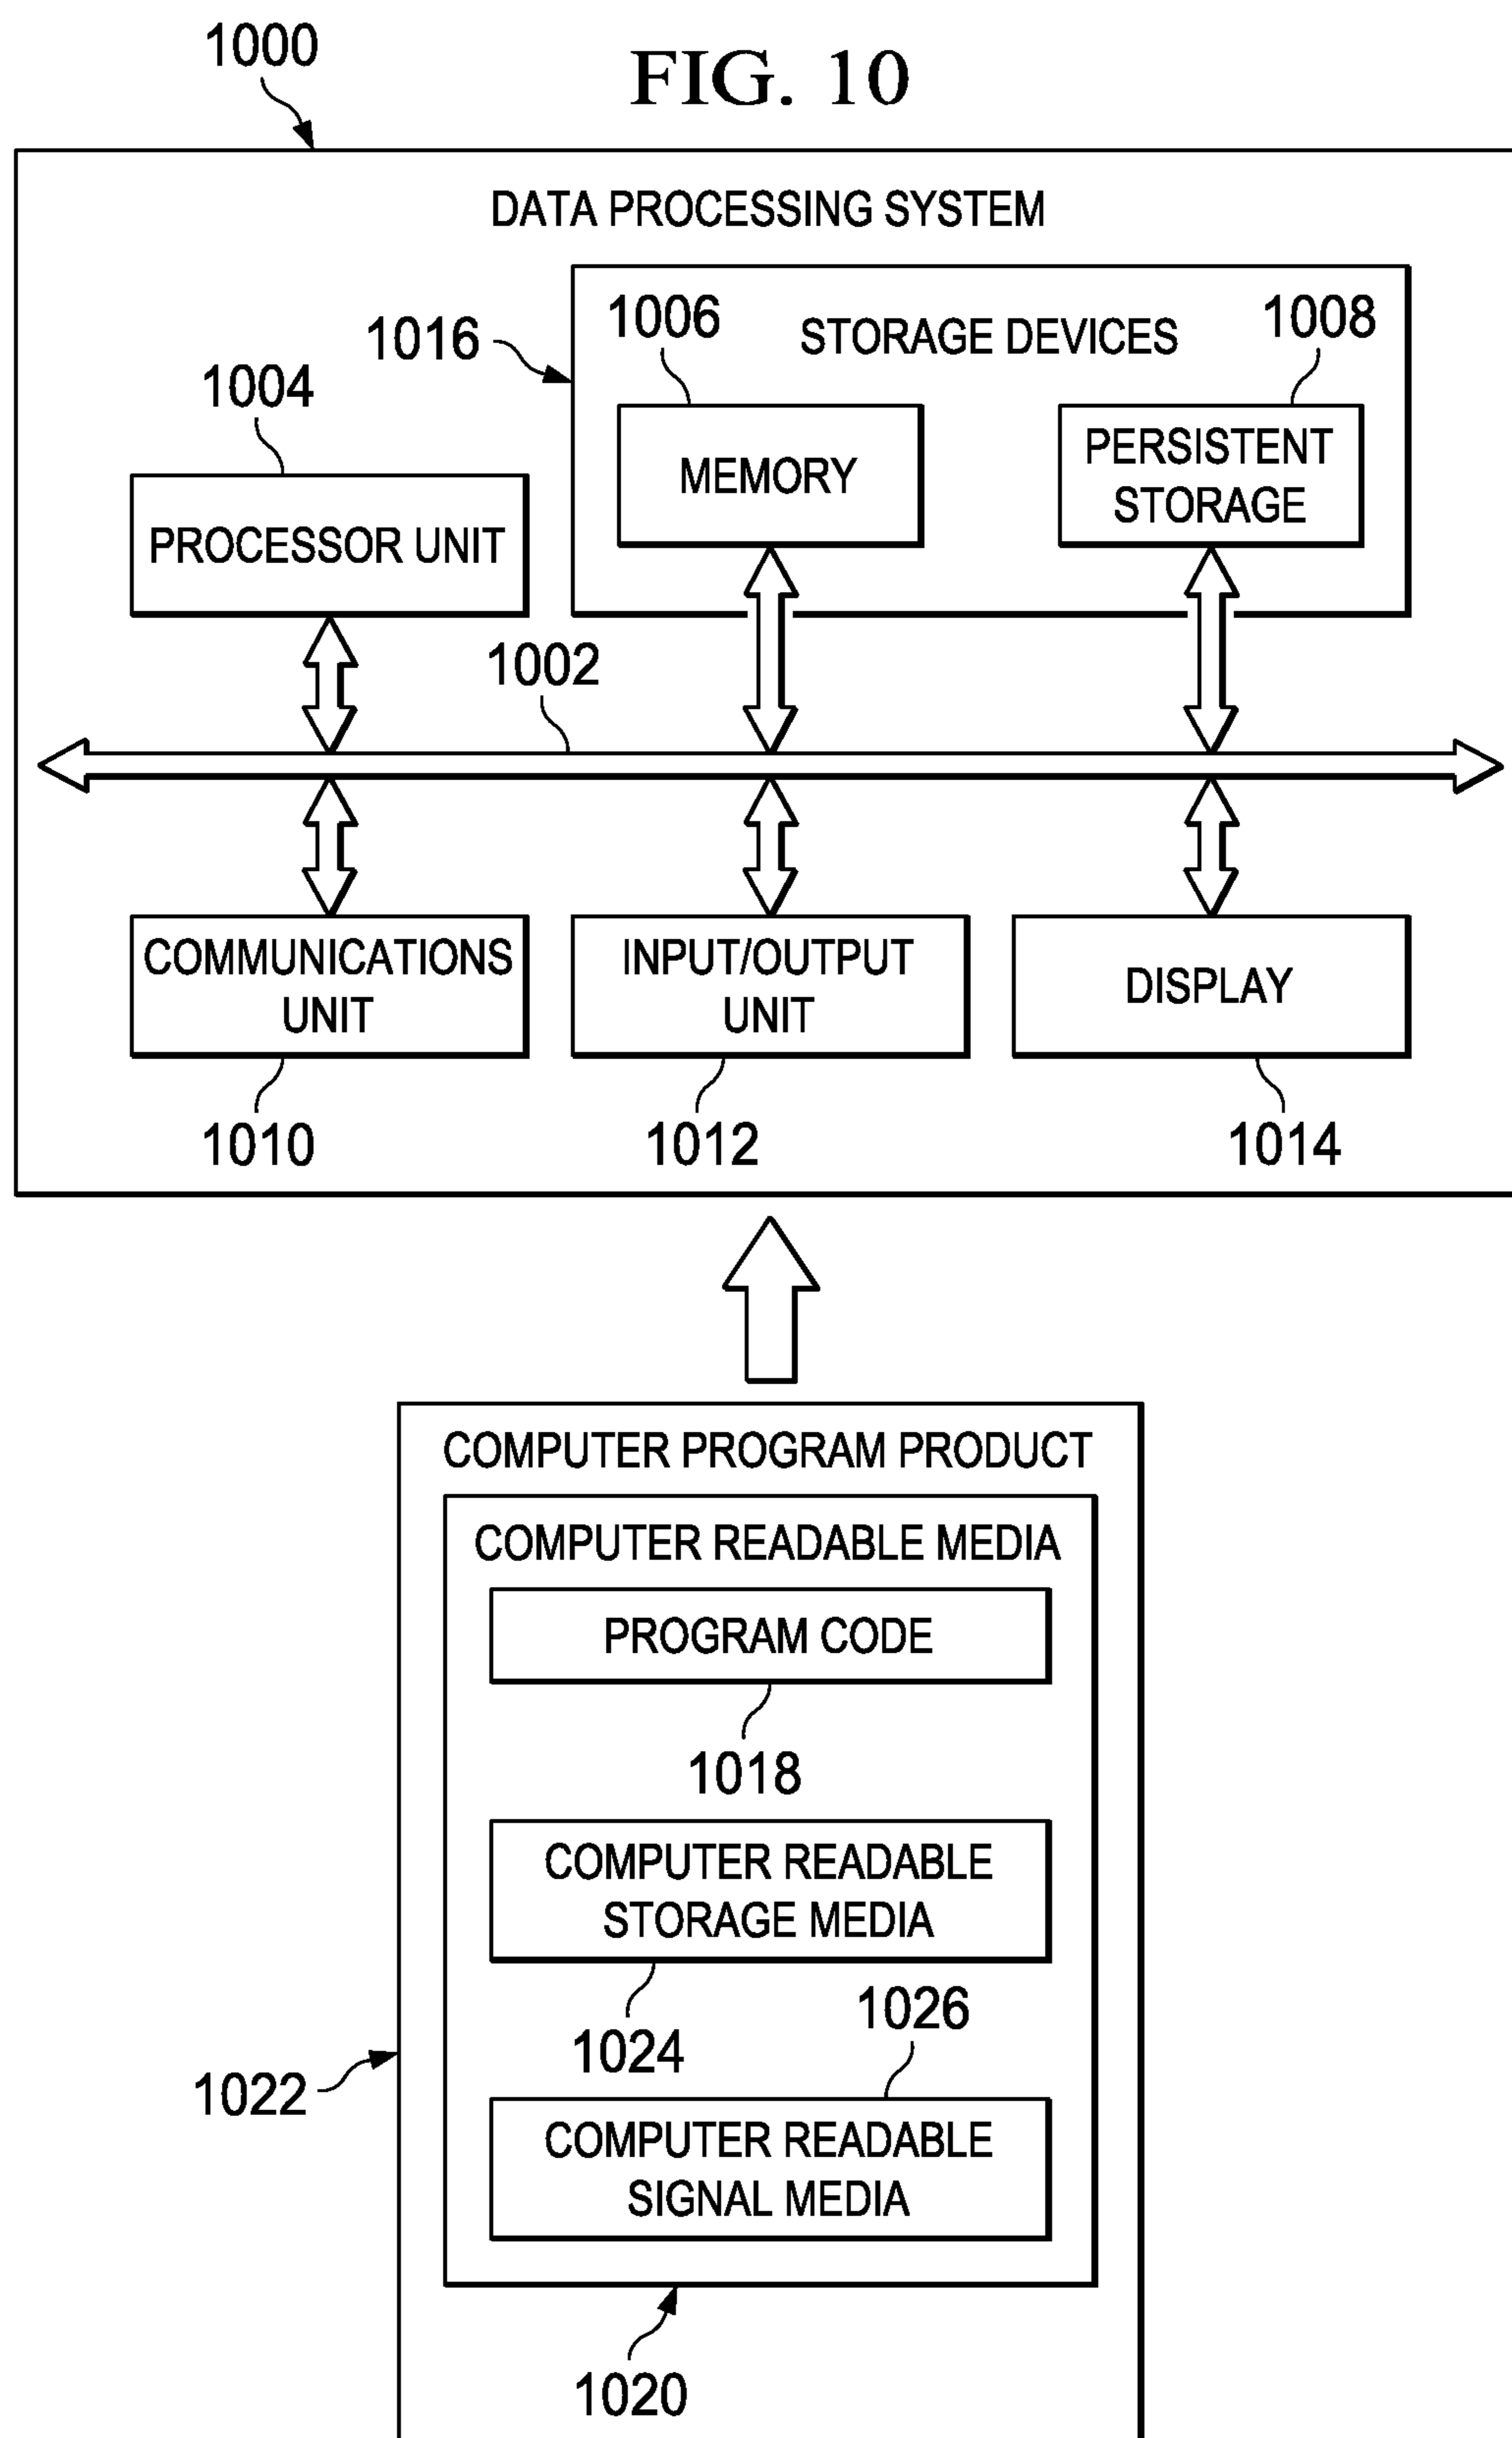 1000
FIG. 10
DATA PROCESSING SYSTEM
1016
1006
STORAGE DEVICES
1008
1004
MEMORY
PERSISTENT
STORAGE
PROCESSOR UNIT
1002
COMMUNICATIONS
UNIT
INPUT/OUTPUT
UNIT
DISPLAY
1010
1012
1014
COMPUTER PROGRAM PRODUCT
COMPUTER READABLE MEDIA
PROGRAM CODE
1018
COMPUTER READABLE
STORAGE MEDIA
1024
1026
1022
COMPUTER READABLE
SIGNAL MEDIA
1020